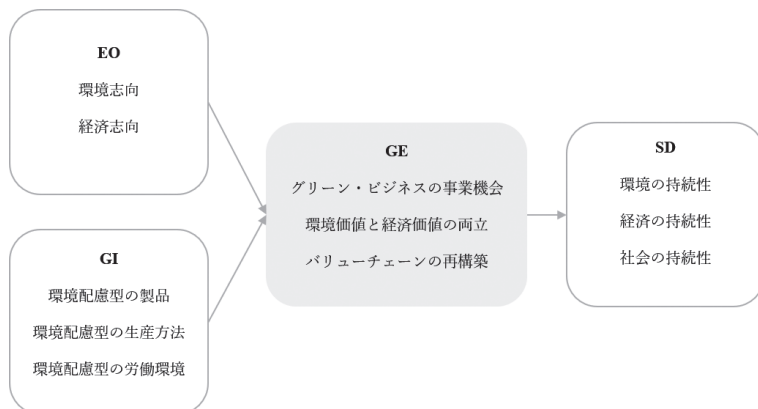 EO
環境志向
経済志向
GI
環境配慮型の製品
環境配慮型の生産方法
環境配慮型の労働環境
GE
グリーン・ビジネスの事業機会
環境価値と経済価値の両立
バリューチェーンの再構築
SD
環境の持続性
経済の持続性
社会の持続性